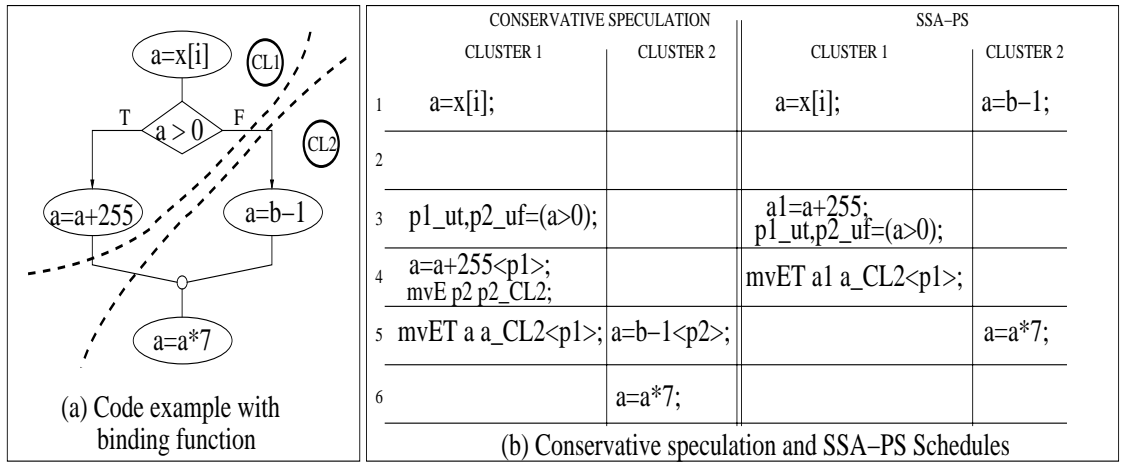 a=x[i]
CL1
T
a > 0
F
CL2
a=a+255
a=b−1
a=a*7
(a) Code example with
binding function
CONSERVATIVE SPECULATION
SSA−PS
CLUSTER 1
CLUSTER 2
CLUSTER 1
CLUSTER 2
1
a=x[i];
a=x[i];
a=b−1;
2
3
p1_ut,p2_uf=(a>0);
a1=a+255;
p1_ut,p2_uf=(a>0);
4
a=a+255<p1>;
mvE p2 p2_CL2;
mvET a1 a_CL2<p1>;
5
mvET a a_CL2<p1>;
a=b−1<p2>;
a=a*7;
6
a=a*7;
(b) Conservative speculation and SSA−PS Schedules